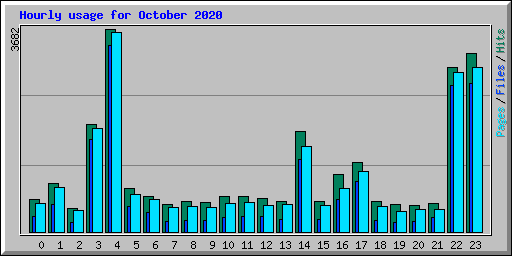 Hourly usage for October 2020
3682
Pages / Files / Hits
0 1 2 3 4 5 6 7 8 9 10 11 12 13 14 15 16 17 18 19 20 21 22 23